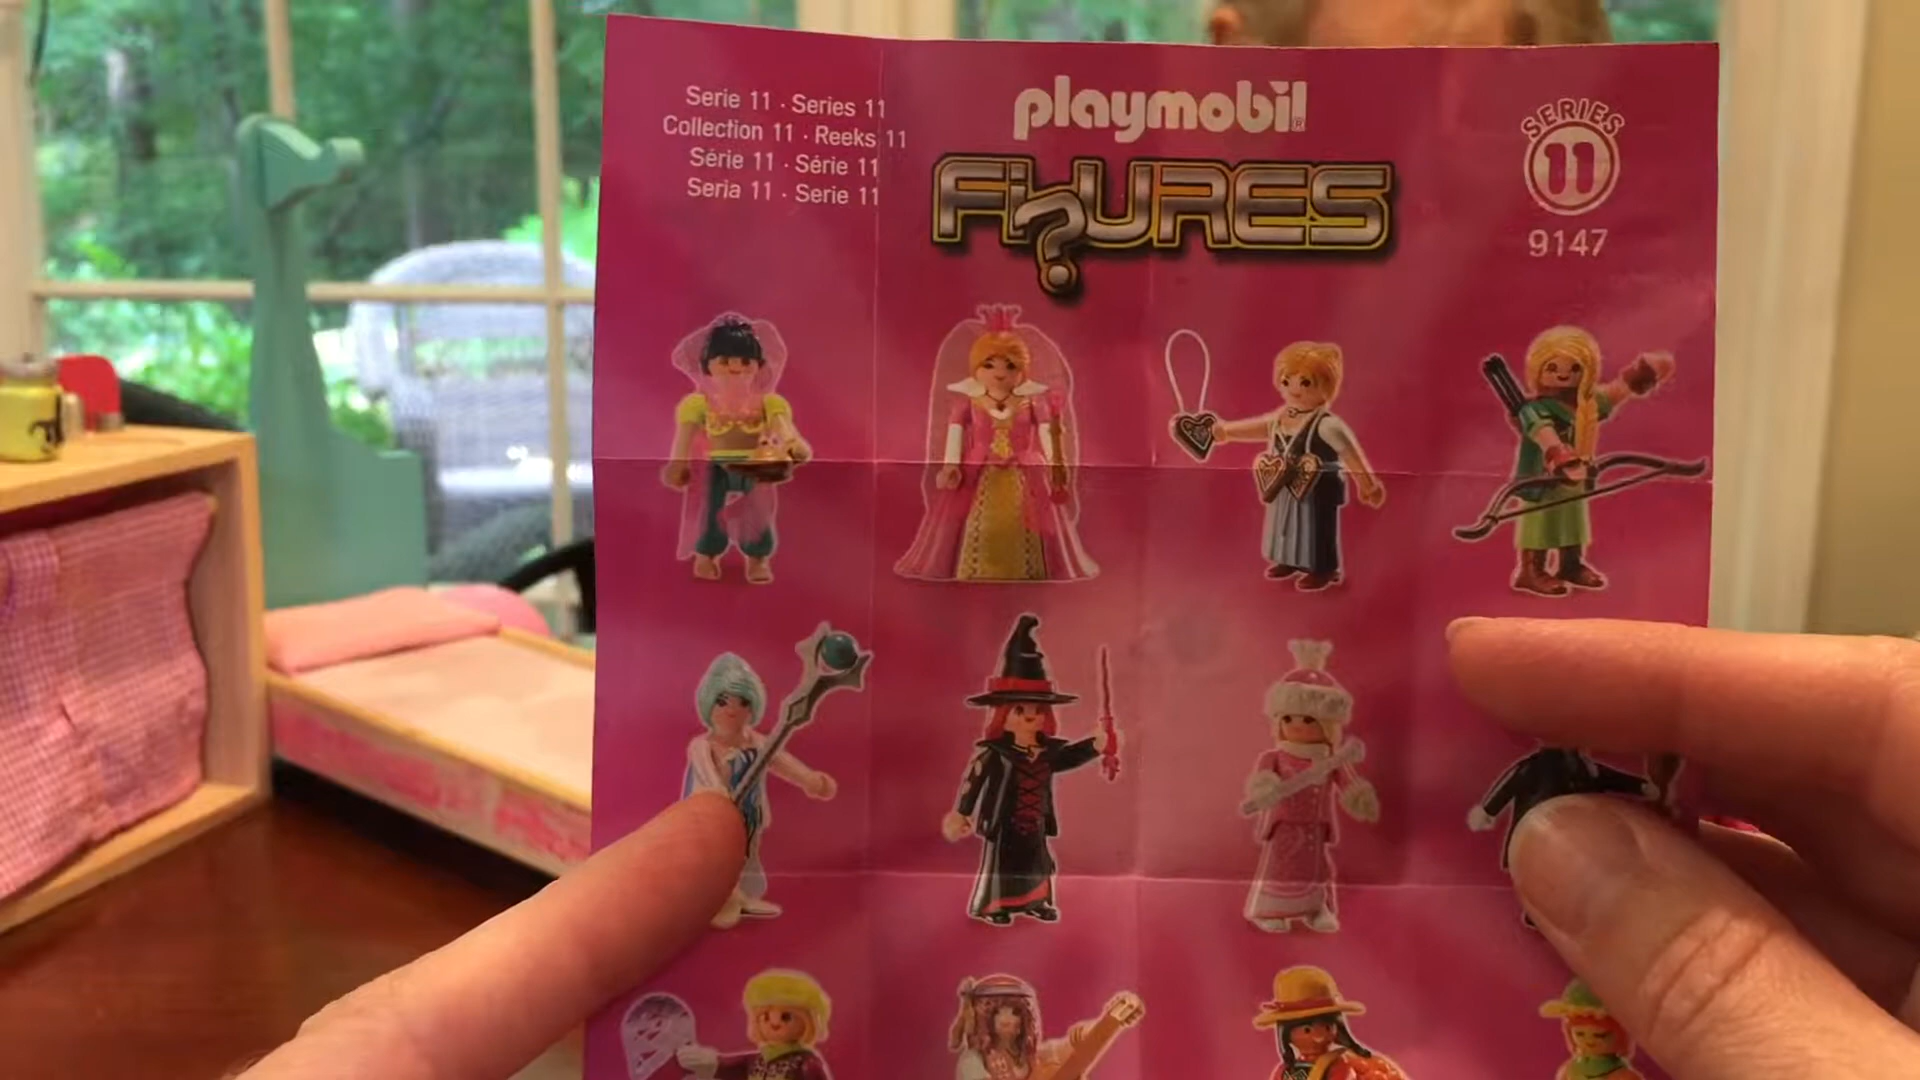 Serie 11 · Series 11
Collection 11 · Reeks 11
Série 11 · Série 11
Seria 11 · Serie 11
playmobil®
Fi?URES
SERIES
11
9147